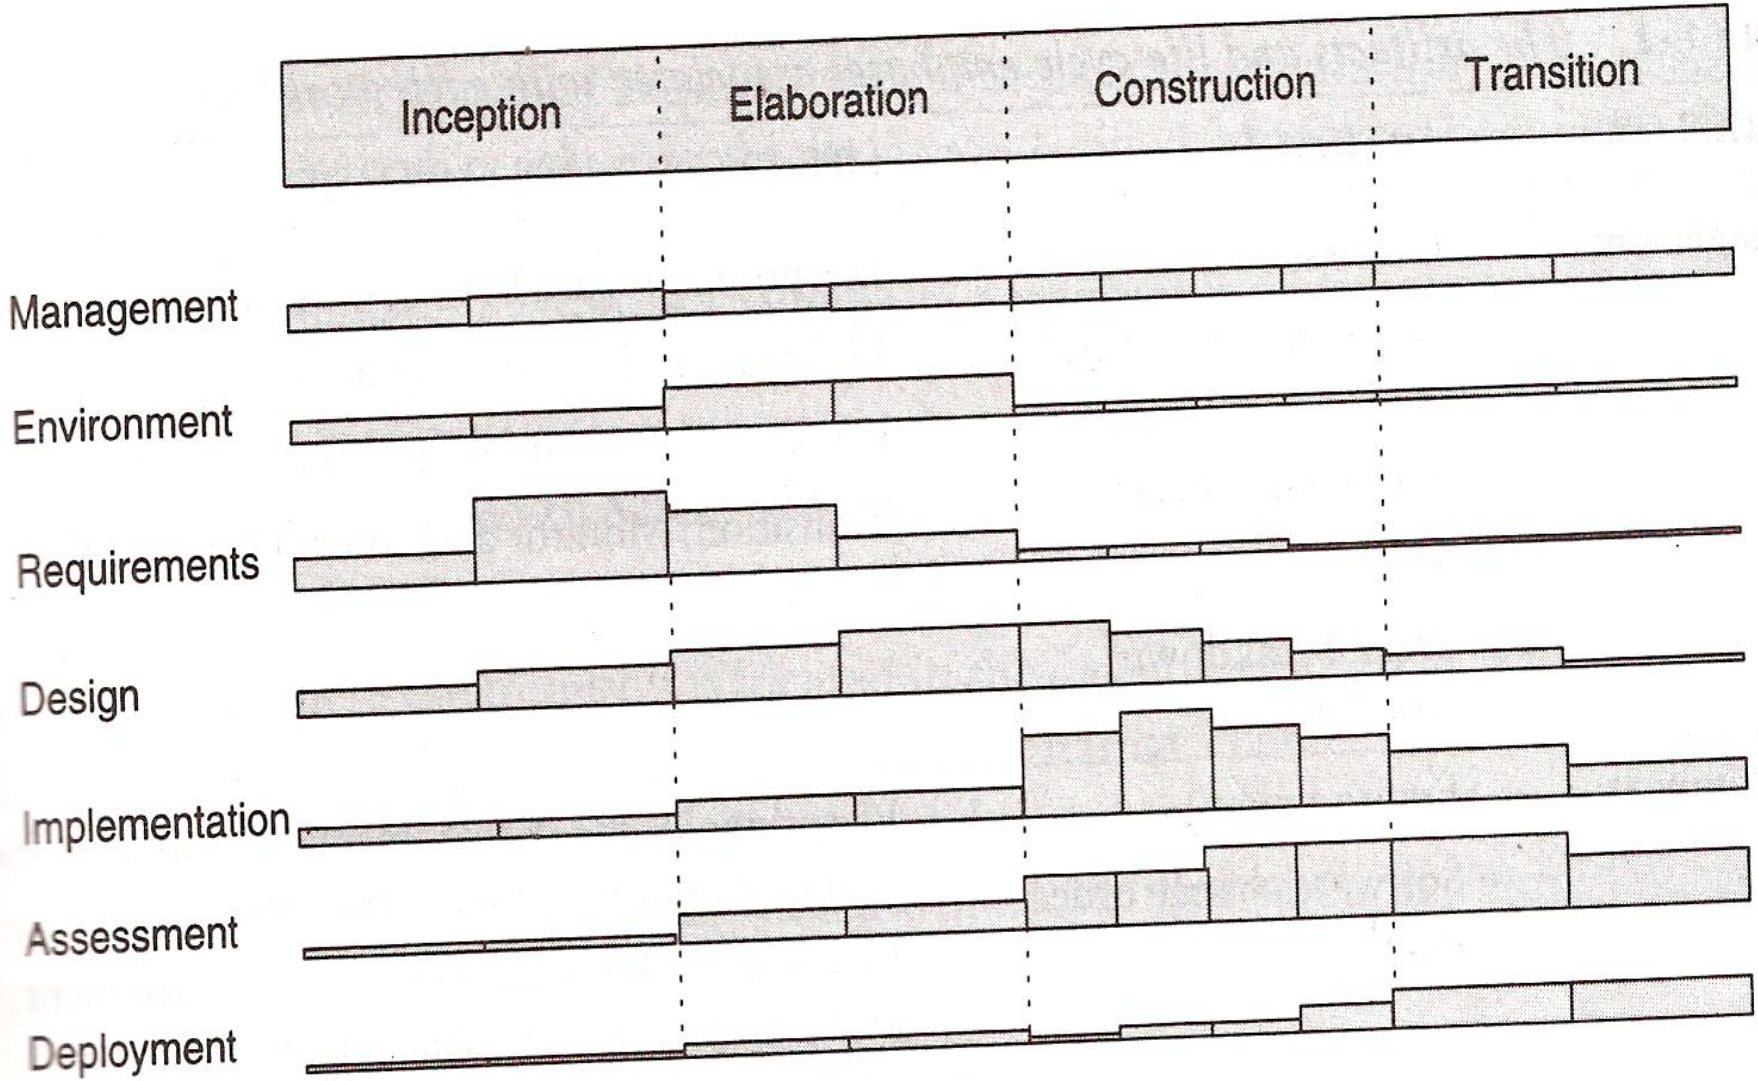 Inception
Elaboration
Construction
Transition
Management
Environment
Requirements
Design
Implementation
Assessment
Deployment